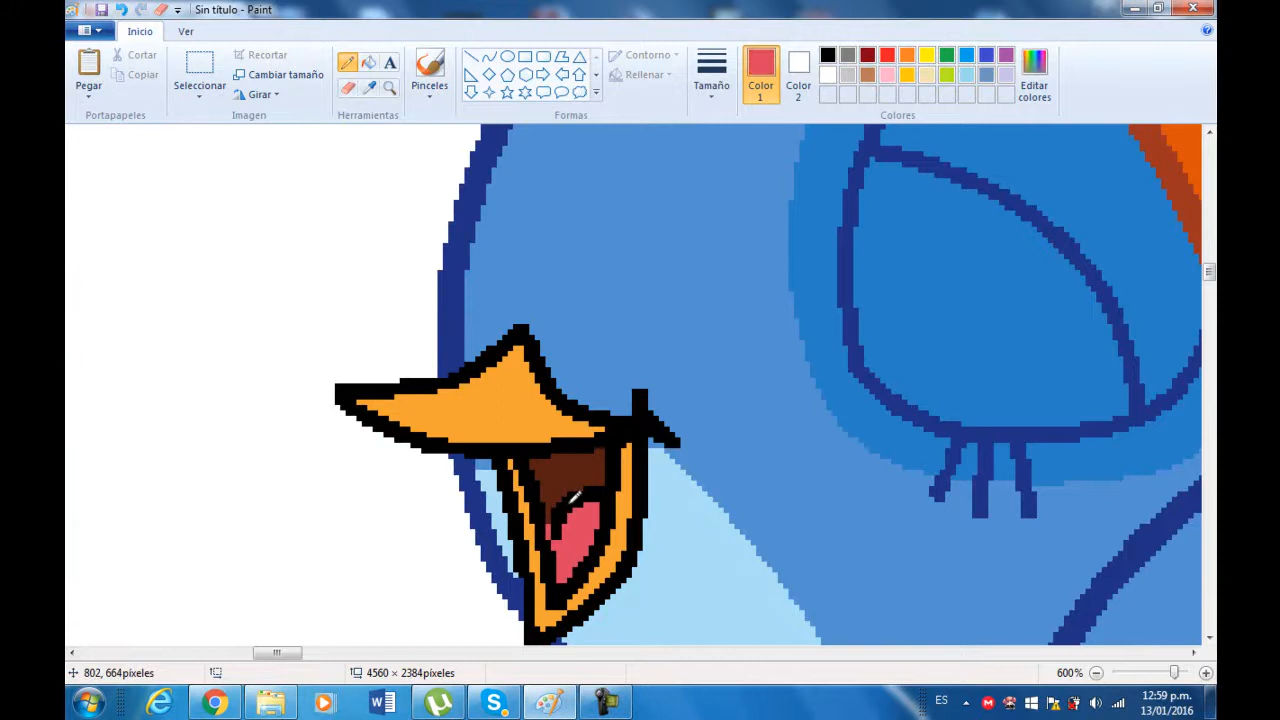 Sin título - Paint
Inicio
Ver
Pegar
Cortar
Copiar
Portapapeles
Seleccionar
Recortar
Cambiar tamaño
Girar
Imagen
A
Herramientas
Pinceles
Contorno
Rellenar
Formas
Tamaño
Color 1
Color 2
Editar colores
Colores
802, 664píxeles
4560 × 2384píxeles
600%
ES
12:59 p.m.
13/01/2016